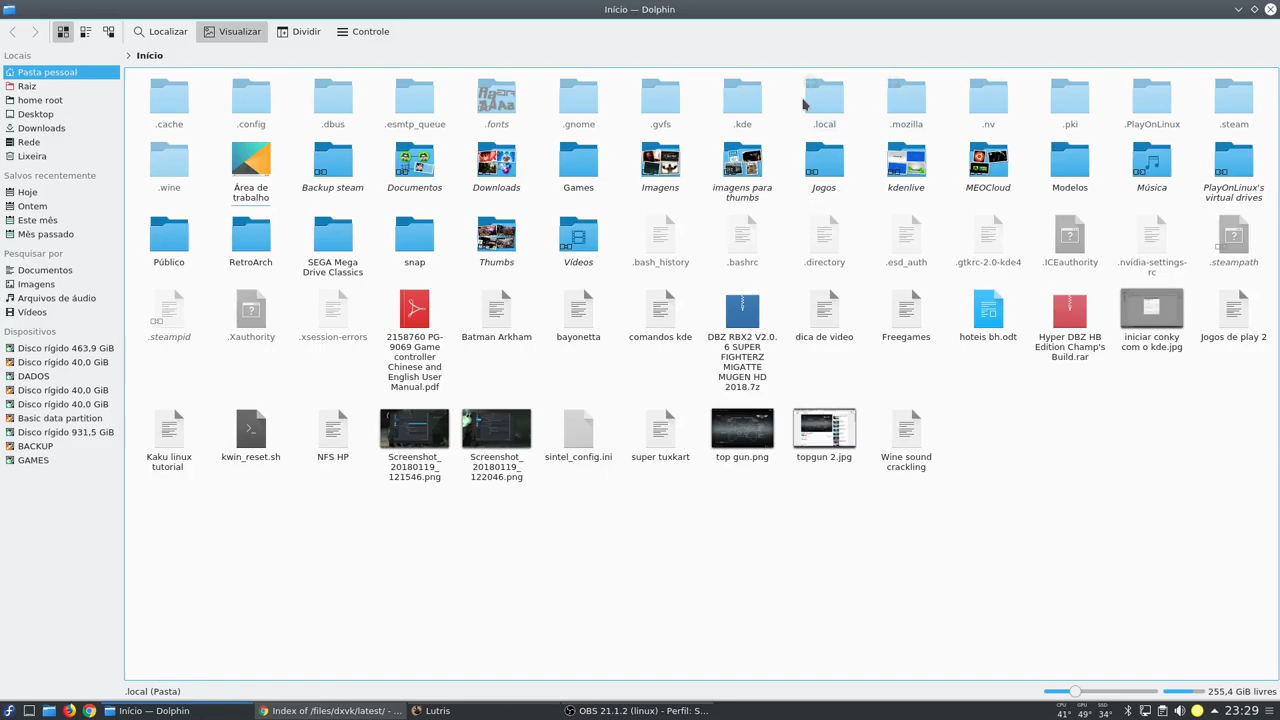 Início — Dolphin
Localizar
Visualizar
Dividir
Controle
Locais
Pasta pessoal
Raiz
home root
Desktop
Downloads
Rede
Lixeira
Salvos recentemente
Hoje
Ontem
Este mês
Mês passado
Pesquisar por
Documentos
Imagens
Arquivos de áudio
Vídeos
Dispositivos
Disco rígido 463,9 GiB
Disco rígido 40,0 GiB
DADOS
Disco rígido 40,0 GiB
Disco rígido 40,0 GiB
Basic data partition
Disco rígido 931,5 GiB
BACKUP
GAMES
Início
.cache
.config
.dbus
.esmtp_queue
.fonts
.gnome
.gvfs
.kde
.local
.mozilla
.nv
.pki
.PlayOnLinux
.steam
.wine
Área de
trabalho
Backup steam
Documentos
Downloads
Games
Imagens
imagens para
thumbs
Jogos
kdenlive
MEOCloud
Modelos
Música
PlayOnLinux's
virtual drives
Público
RetroArch
SEGA Mega
Drive Classics
snap
Thumbs
Vídeos
.bash_history
.bashrc
.directory
.esd_auth
.gtkrc-2.0-kde4
.ICEauthority
.nvidia-settings-
rc
.steampath
.steampid
.Xauthority
.xsession-errors
2158760 PG-
9069 Game
controller
Chinese and
English User
Manual.pdf
Batman Arkham
bayonetta
comandos kde
DBZ RBX2 V2.0.
6 SUPER
FIGHTERZ
MIGATTE
MUGEN HD
2018.7z
dica de video
Freegames
hoteis bh.odt
Hyper DBZ HB
Edition Champ's
Build.rar
iniciar conky
com o kde.jpg
Jogos de play 2
Kaku linux
tutorial
kwin_reset.sh
NFS HP
Screenshot_
20180119_
121546.png
Screenshot_
20180119_
122046.png
sintel_config.ini
super tuxkart
top gun.png
topgun 2.jpg
Wine sound
crackling
.local (Pasta)
255,4 GiB livres
Início — Dolphin
Index of /files/dxvk/latest/ - ...
Lutris
OBS 21.1.2 (linux) - Perfil: S...
CPU
41°
GPU
49°
SSD
34°
23:29